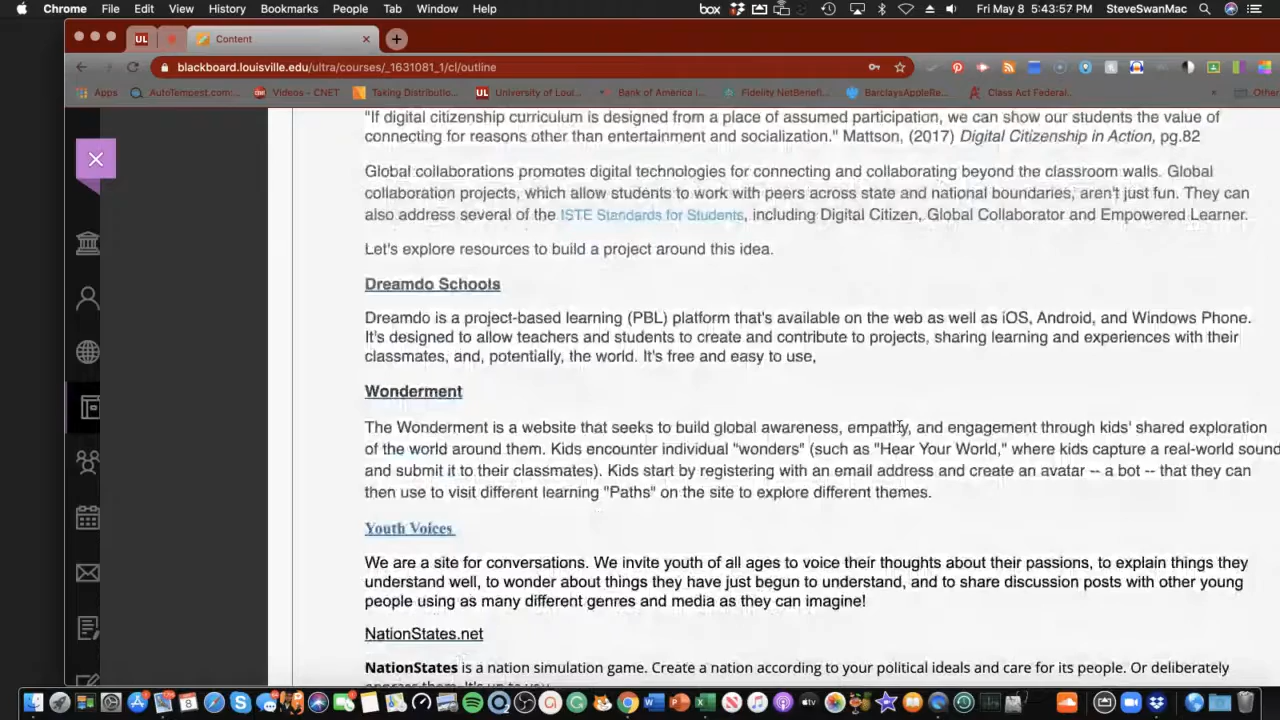 Chrome File Edit View History Bookmarks People Tab Window Help box Fri May 8 5:43:57 PM SteveSwanMac
UL Content
blackboard.louisville.edu/ultra/courses/_1631081_1/cl/outline
Apps AutoTempest.com:... Videos - CNET Taking Distributio... UL University of Loui... Bank of America |... Fidelity NetBenefi... BarclaysAppleRe... Class Act Federal... Other
"If digital citizenship curriculum is designed from a place of assumed participation, we can show our students the value of
connecting for reasons other than entertainment and socialization." Mattson, (2017) Digital Citizenship in Action, pg.82
Global collaborations promotes digital technologies for connecting and collaborating beyond the classroom walls. Global
collaboration projects, which allow students to work with peers across state and national boundaries, aren't just fun. They can
also address several of the ISTE Standards for Students, including Digital Citizen, Global Collaborator and Empowered Learner.
Let's explore resources to build a project around this idea.
Dreamdo Schools
Dreamdo is a project-based learning (PBL) platform that's available on the web as well as iOS, Android, and Windows Phone.
It's designed to allow teachers and students to create and contribute to projects, sharing learning and experiences with their
classmates, and, potentially, the world. It's free and easy to use,
Wonderment
The Wonderment is a website that seeks to build global awareness, empathy, and engagement through kids' shared exploration
of the world around them. Kids encounter individual "wonders" (such as "Hear Your World," where kids capture a real-world sound
and submit it to their classmates). Kids start by registering with an email address and create an avatar -- a bot -- that they can
then use to visit different learning "Paths" on the site to explore different themes.
Youth Voices
We are a site for conversations. We invite youth of all ages to voice their thoughts about their passions, to explain things they
understand well, to wonder about things they have just begun to understand, and to share discussion posts with other young
people using as many different genres and media as they can imagine!
NationStates.net
NationStates is a nation simulation game. Create a nation according to your political ideals and care for its people. Or deliberately